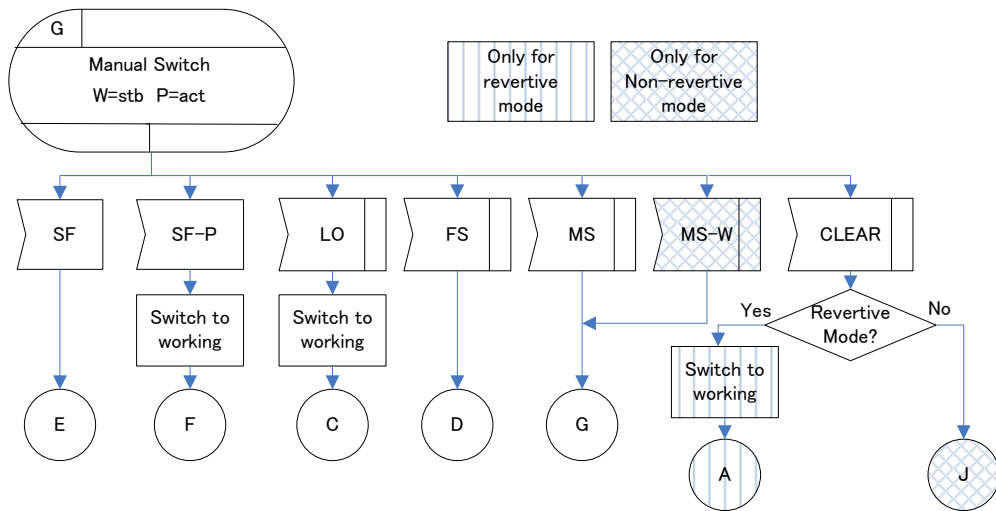 G
Manual Switch
W=stb P=act
Only for
revertive
mode
Only for
Non-revertive
mode
SF
SF-P
LO
FS
MS
MS-W
CLEAR
Switch to
working
Switch to
working
Yes
Revertive
Mode?
No
Switch to
working
E
F
C
D
G
A
J